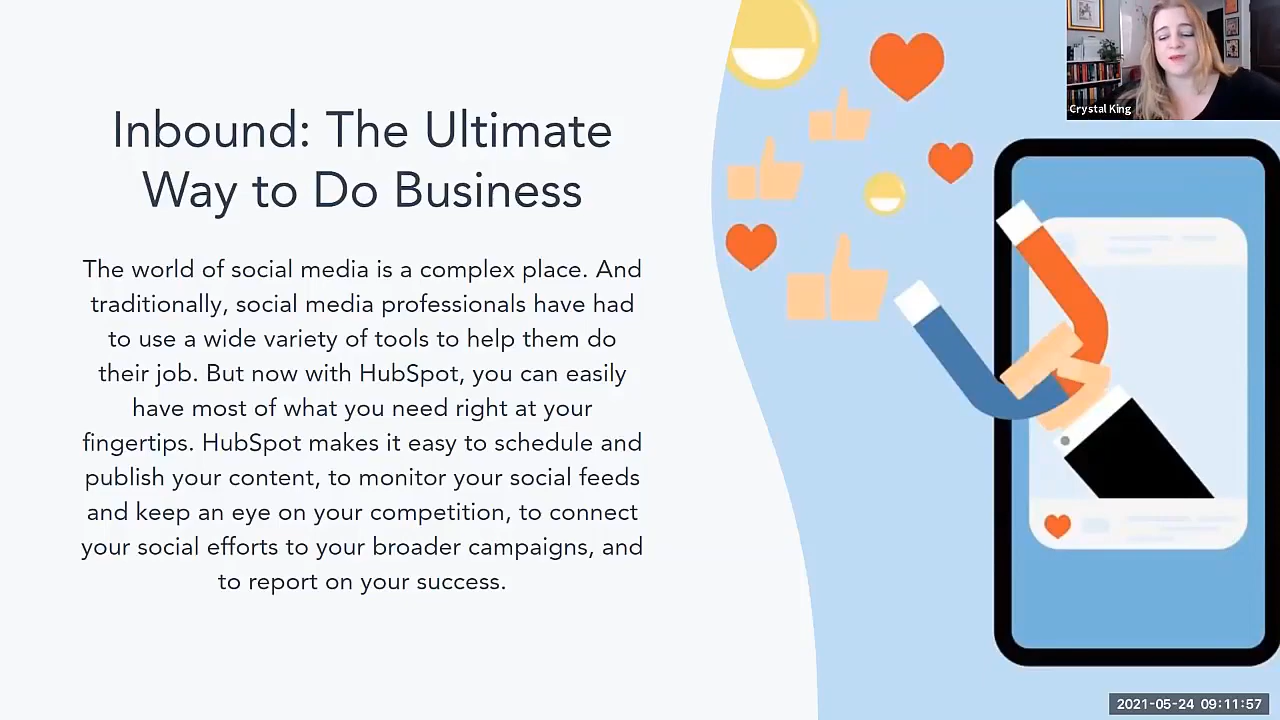 Inbound: The Ultimate
Way to Do Business
The world of social media is a complex place. And
traditionally, social media professionals have had
to use a wide variety of tools to help them do
their job. But now with HubSpot, you can easily
have most of what you need right at your
fingertips. HubSpot makes it easy to schedule and
publish your content, to monitor your social feeds
and keep an eye on your competition, to connect
your social efforts to your broader campaigns, and
to report on your success.
Crystal King
2021-05-24 09:11:57